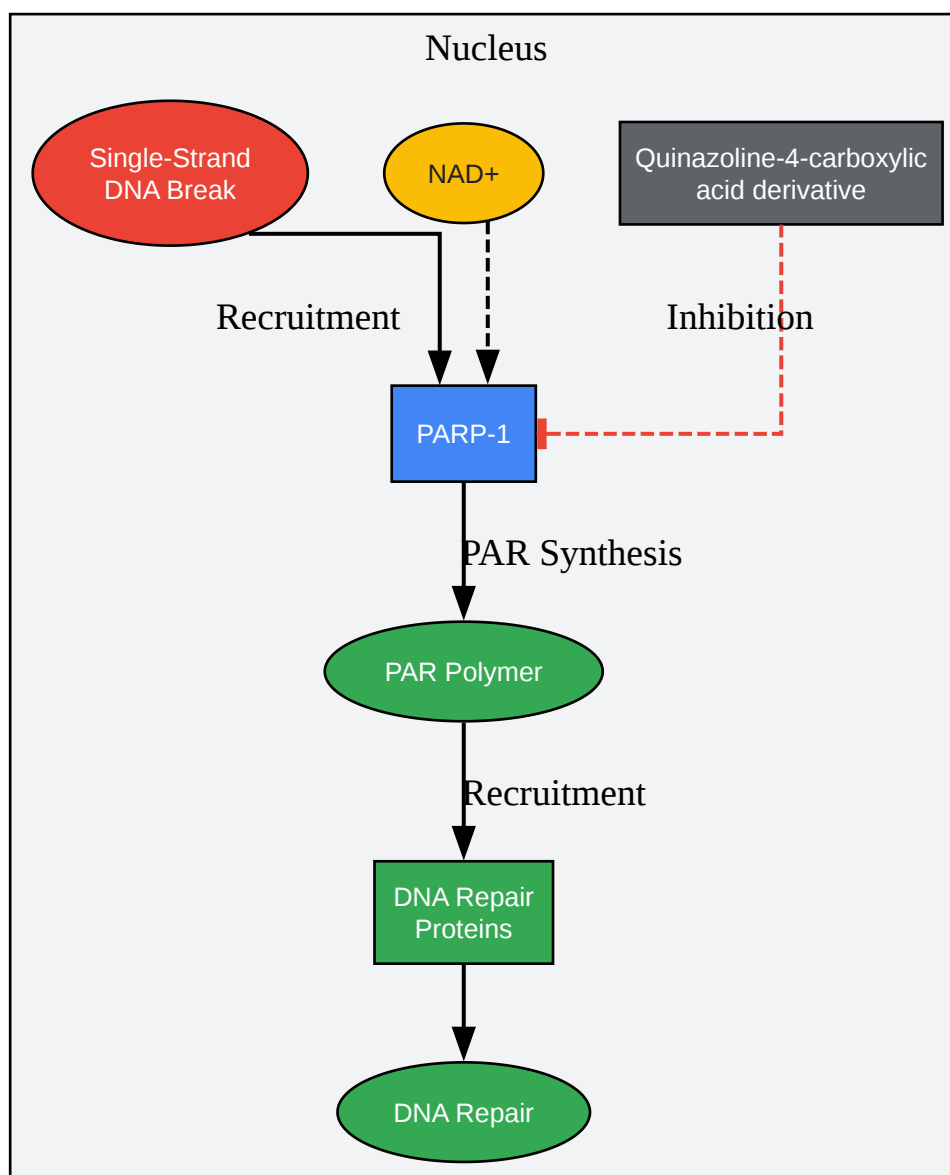 Nucleus
Single-Strand
DNA Break
NAD+
Quinazoline-4-carboxylic
acid derivative
Recruitment
Inhibition
PARP-1
PAR Synthesis
PAR Polymer
Recruitment
DNA Repair
Proteins
DNA Repair